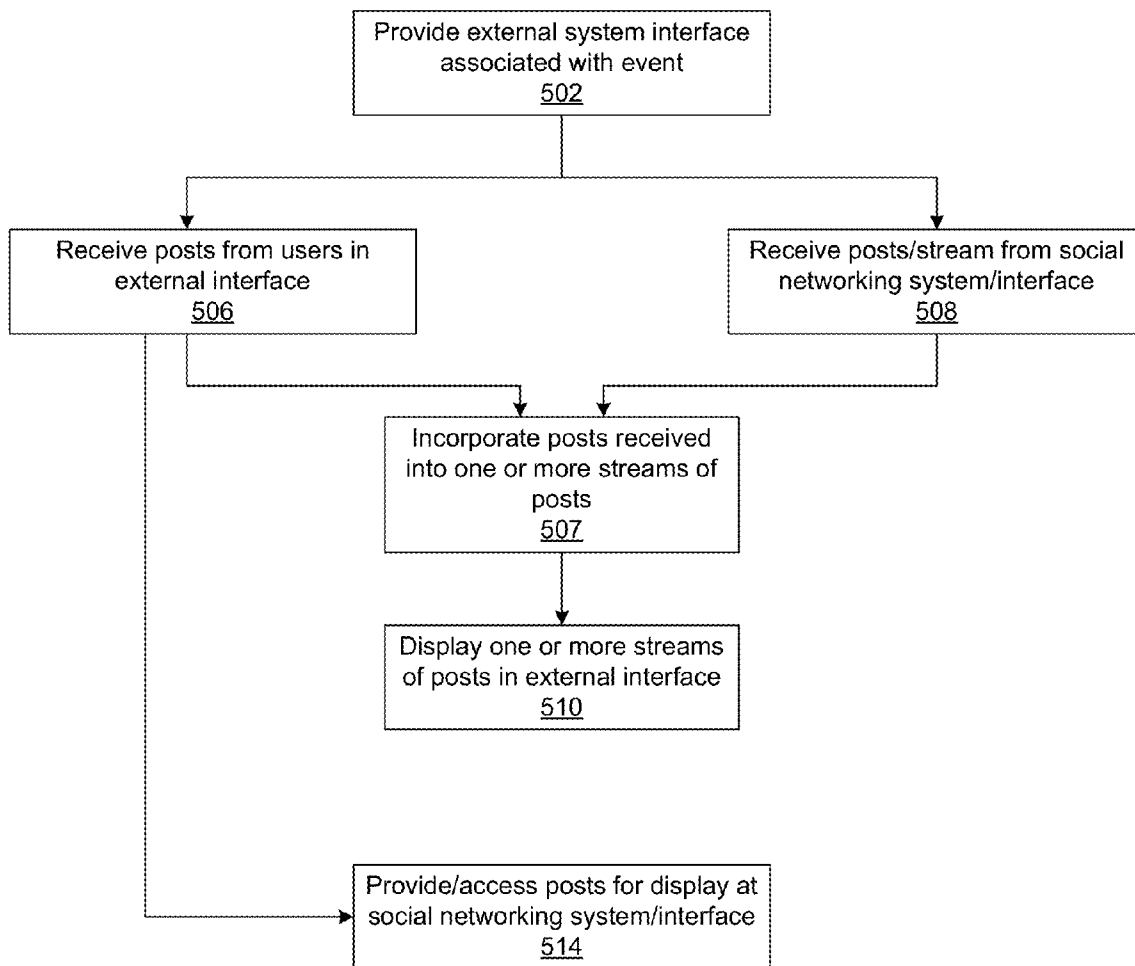 Provide external system interface
associated with event
502
Receive posts from users in
external interface
506
Receive posts/stream from social
networking system/interface
508
Incorporate posts received
into one or more streams of
posts
507
Display one or more streams
of posts in external interface
510
Provide/access posts for display at
social networking system/interface
514